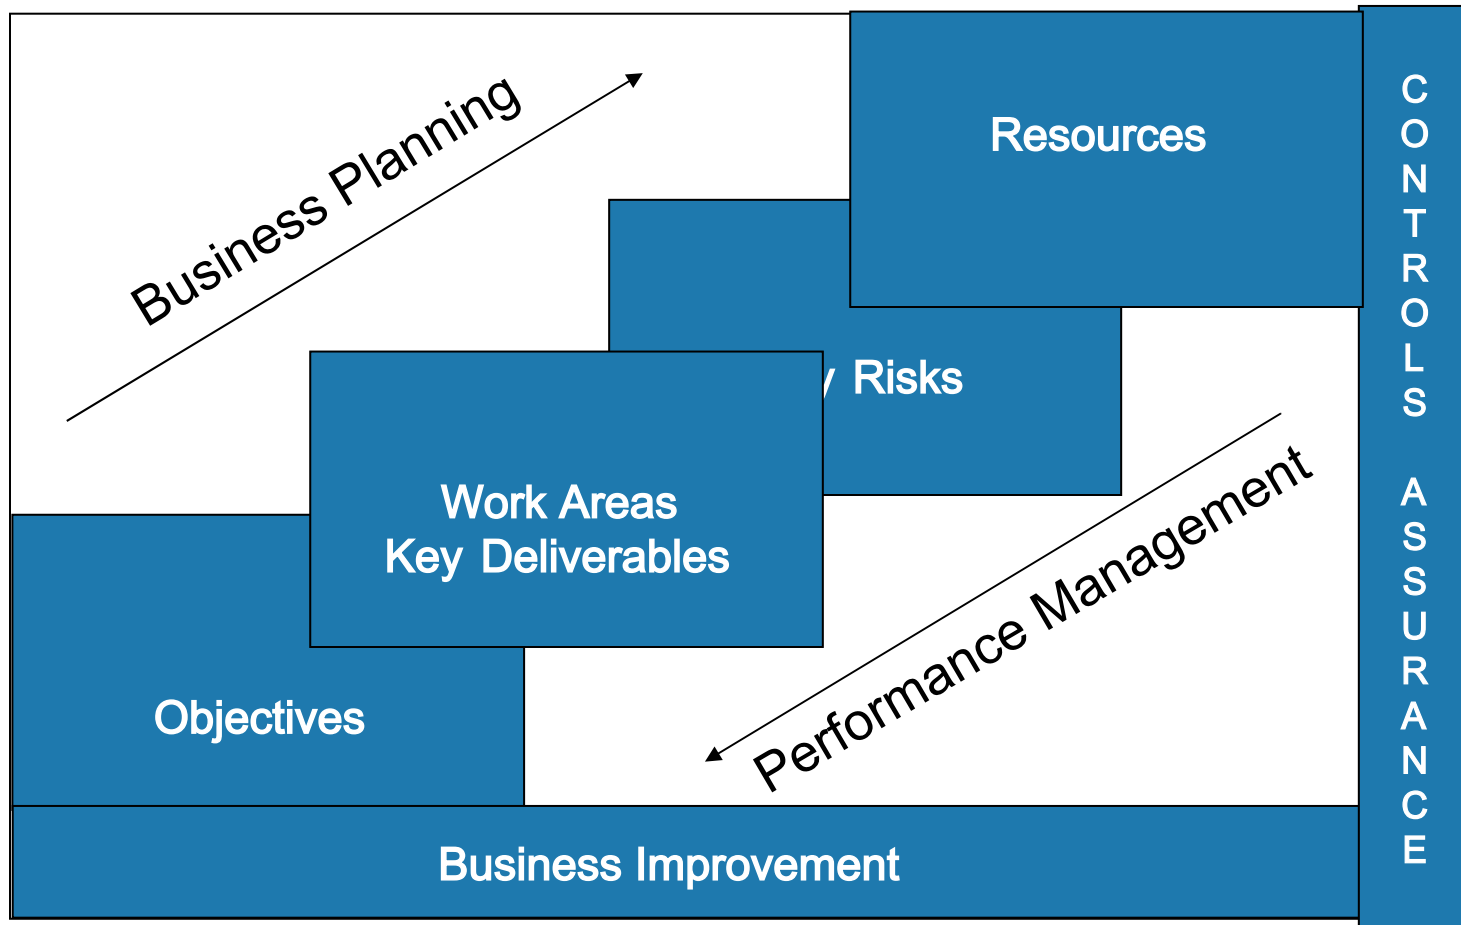 Business Planning
Resources
Risks
Work Areas
Key Deliverables
Performance Management
Objectives
Business Improvement
CONTROLS ASSURANCE